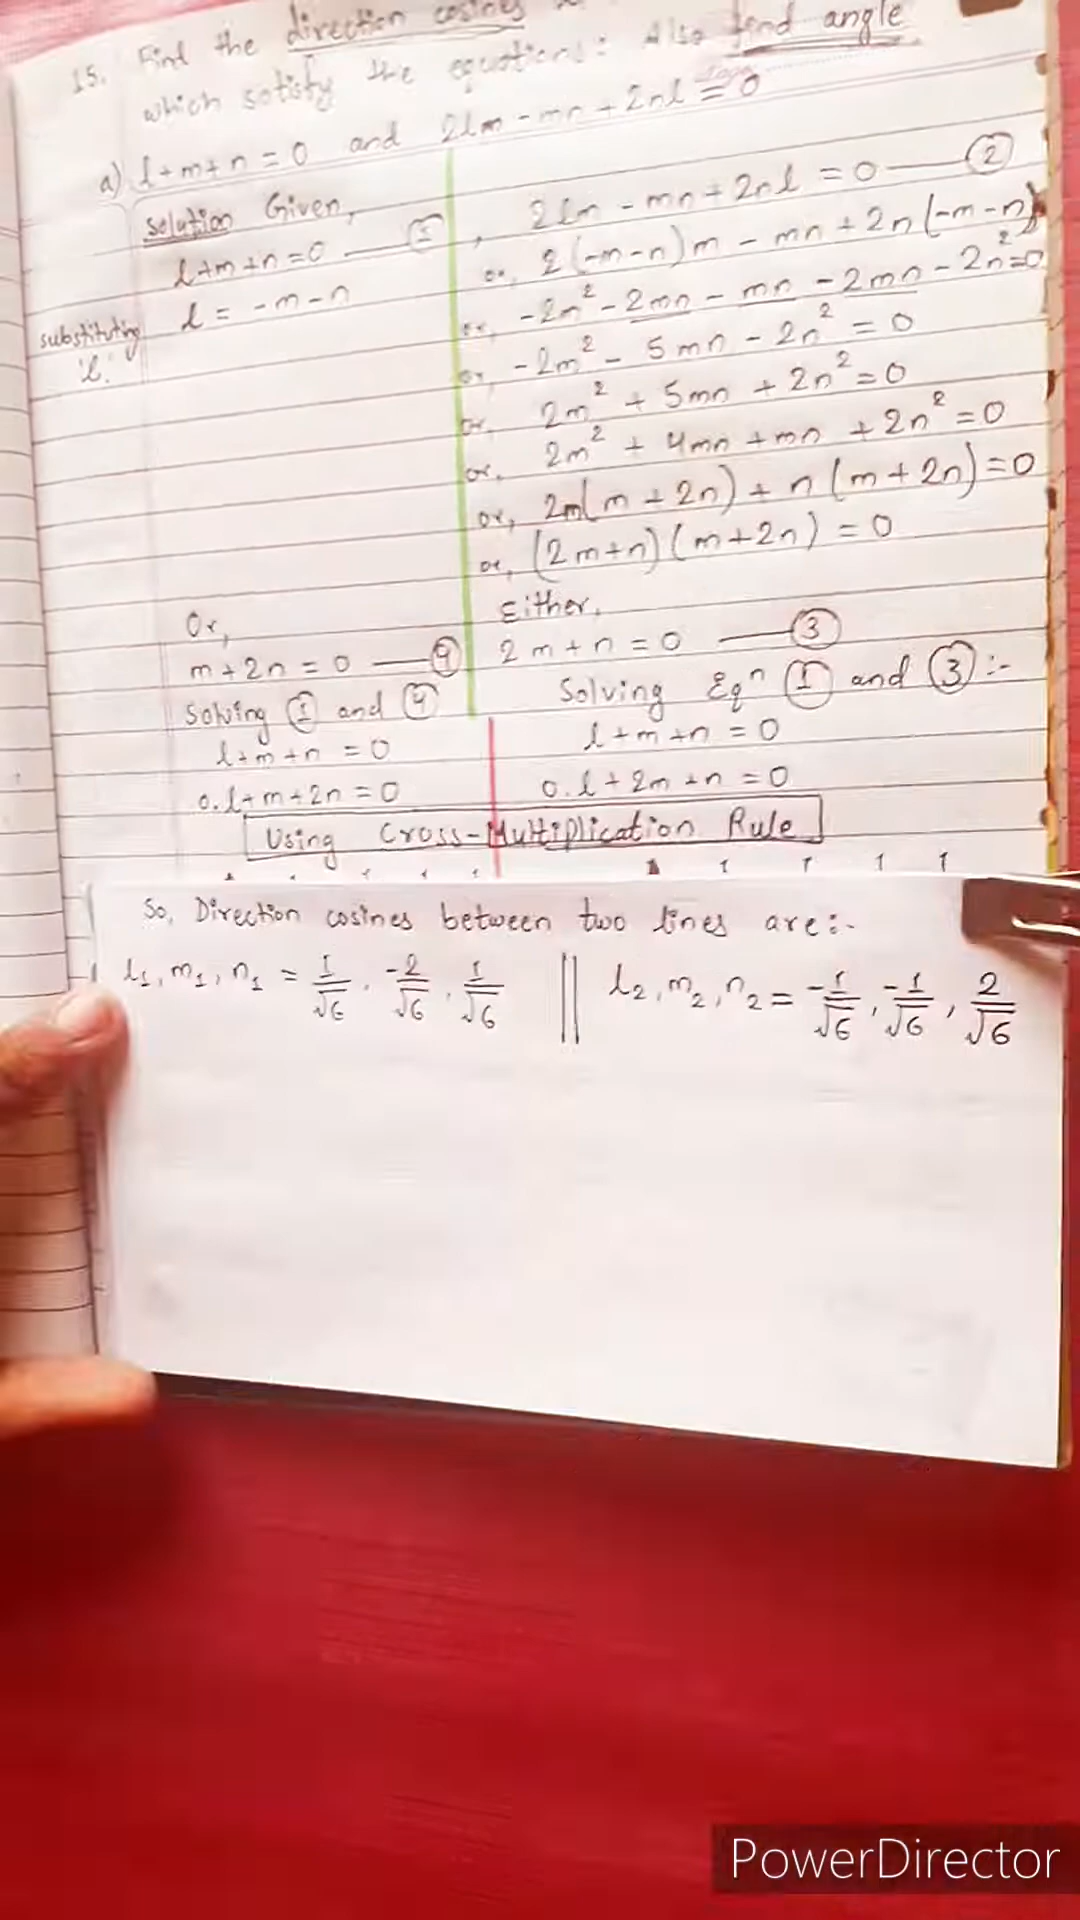 15. Find the direction cosines
which satisfy the equations: Also find angle
a) l+m+n=0 and 2lm-mn+2nl=0
solution Given,
l+m+n=0 —— ①
l = -m-n
substituting
'l'.
, 2lm - mn + 2nl = 0 —— ②
or, 2(-m-n)m - mn + 2n(-m-n)
or, -2m² - 2mn - mn - 2mn - 2n²=0
or, -2m² - 5mn - 2n² = 0
or, 2m² + 5mn + 2n² = 0
or, 2m² + 4mn + mn + 2n² = 0
or, 2m(m + 2n) + n(m + 2n) = 0
or, (2m+n)(m+2n) = 0
Either,
2m+n = 0 —— ③
Solving Eqⁿ ① and ③ :-
l+m+n = 0
0.l + 2m + n = 0
Or,
m+2n = 0 —— ④
Solving ① and ④
l+m+n = 0
0.l+m+2n = 0
Using Cross-Multiplication Rule
So, Direction cosines between two lines are:-
l₁, m₁, n₁ = 1/√6, -2/√6, 1/√6 || l₂, m₂, n₂ = -1/√6, -1/√6, 2/√6
PowerDirector